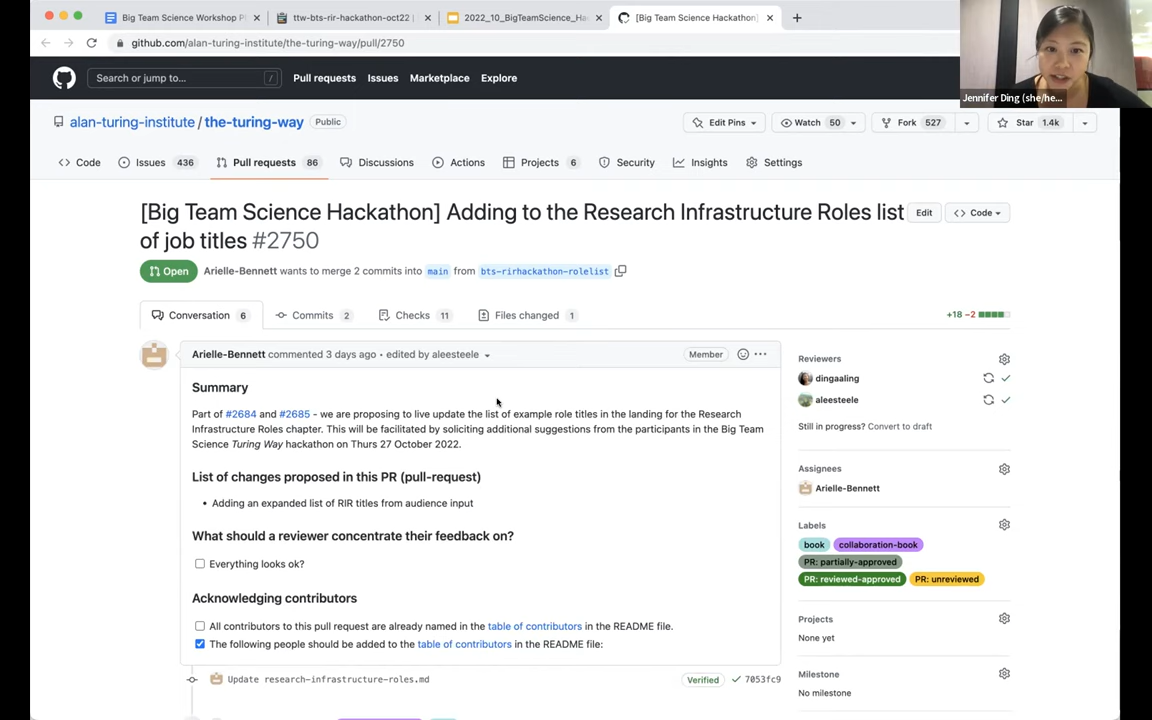 Big Team Science Workshop P
ttw-bts-rir-hackathon-oct22 |
2022_10_BigTeamScience_Ha
[Big Team Science Hackathon]
github.com/alan-turing-institute/the-turing-way/pull/2750
Jennifer Ding (she/he...
Search or jump to...
/
Pull requests
Issues
Marketplace
Explore
alan-turing-institute / the-turing-way
Public
Edit Pins
Watch 50
Fork 527
Star 1.4k
Code
Issues 436
Pull requests 86
Discussions
Actions
Projects 6
Security
Insights
Settings
[Big Team Science Hackathon] Adding to the Research Infrastructure Roles list
of job titles #2750
Edit
Code
Open
Arielle-Bennett wants to merge 2 commits into main from bts-rirhackathon-rolelist
Conversation 6
Commits 2
Checks 11
Files changed 1
+18 −2
Arielle-Bennett commented 3 days ago • edited by aleesteele
Member
Summary
Part of #2684 and #2685 - we are proposing to live update the list of example role titles in the landing for the Research
Infrastructure Roles chapter. This will be facilitated by soliciting additional suggestions from the participants in the Big Team
Science Turing Way hackathon on Thurs 27 October 2022.
List of changes proposed in this PR (pull-request)
• Adding an expanded list of RIR titles from audience input
What should a reviewer concentrate their feedback on?
Everything looks ok?
Acknowledging contributors
All contributors to this pull request are already named in the table of contributors in the README file.
The following people should be added to the table of contributors in the README file:
Update research-infrastructure-roles.md
Verified
7053fc9
Reviewers
dingaaling
aleesteele
Still in progress? Convert to draft
Assignees
Arielle-Bennett
Labels
book
collaboration-book
PR: partially-approved
PR: reviewed-approved
PR: unreviewed
Projects
None yet
Milestone
No milestone